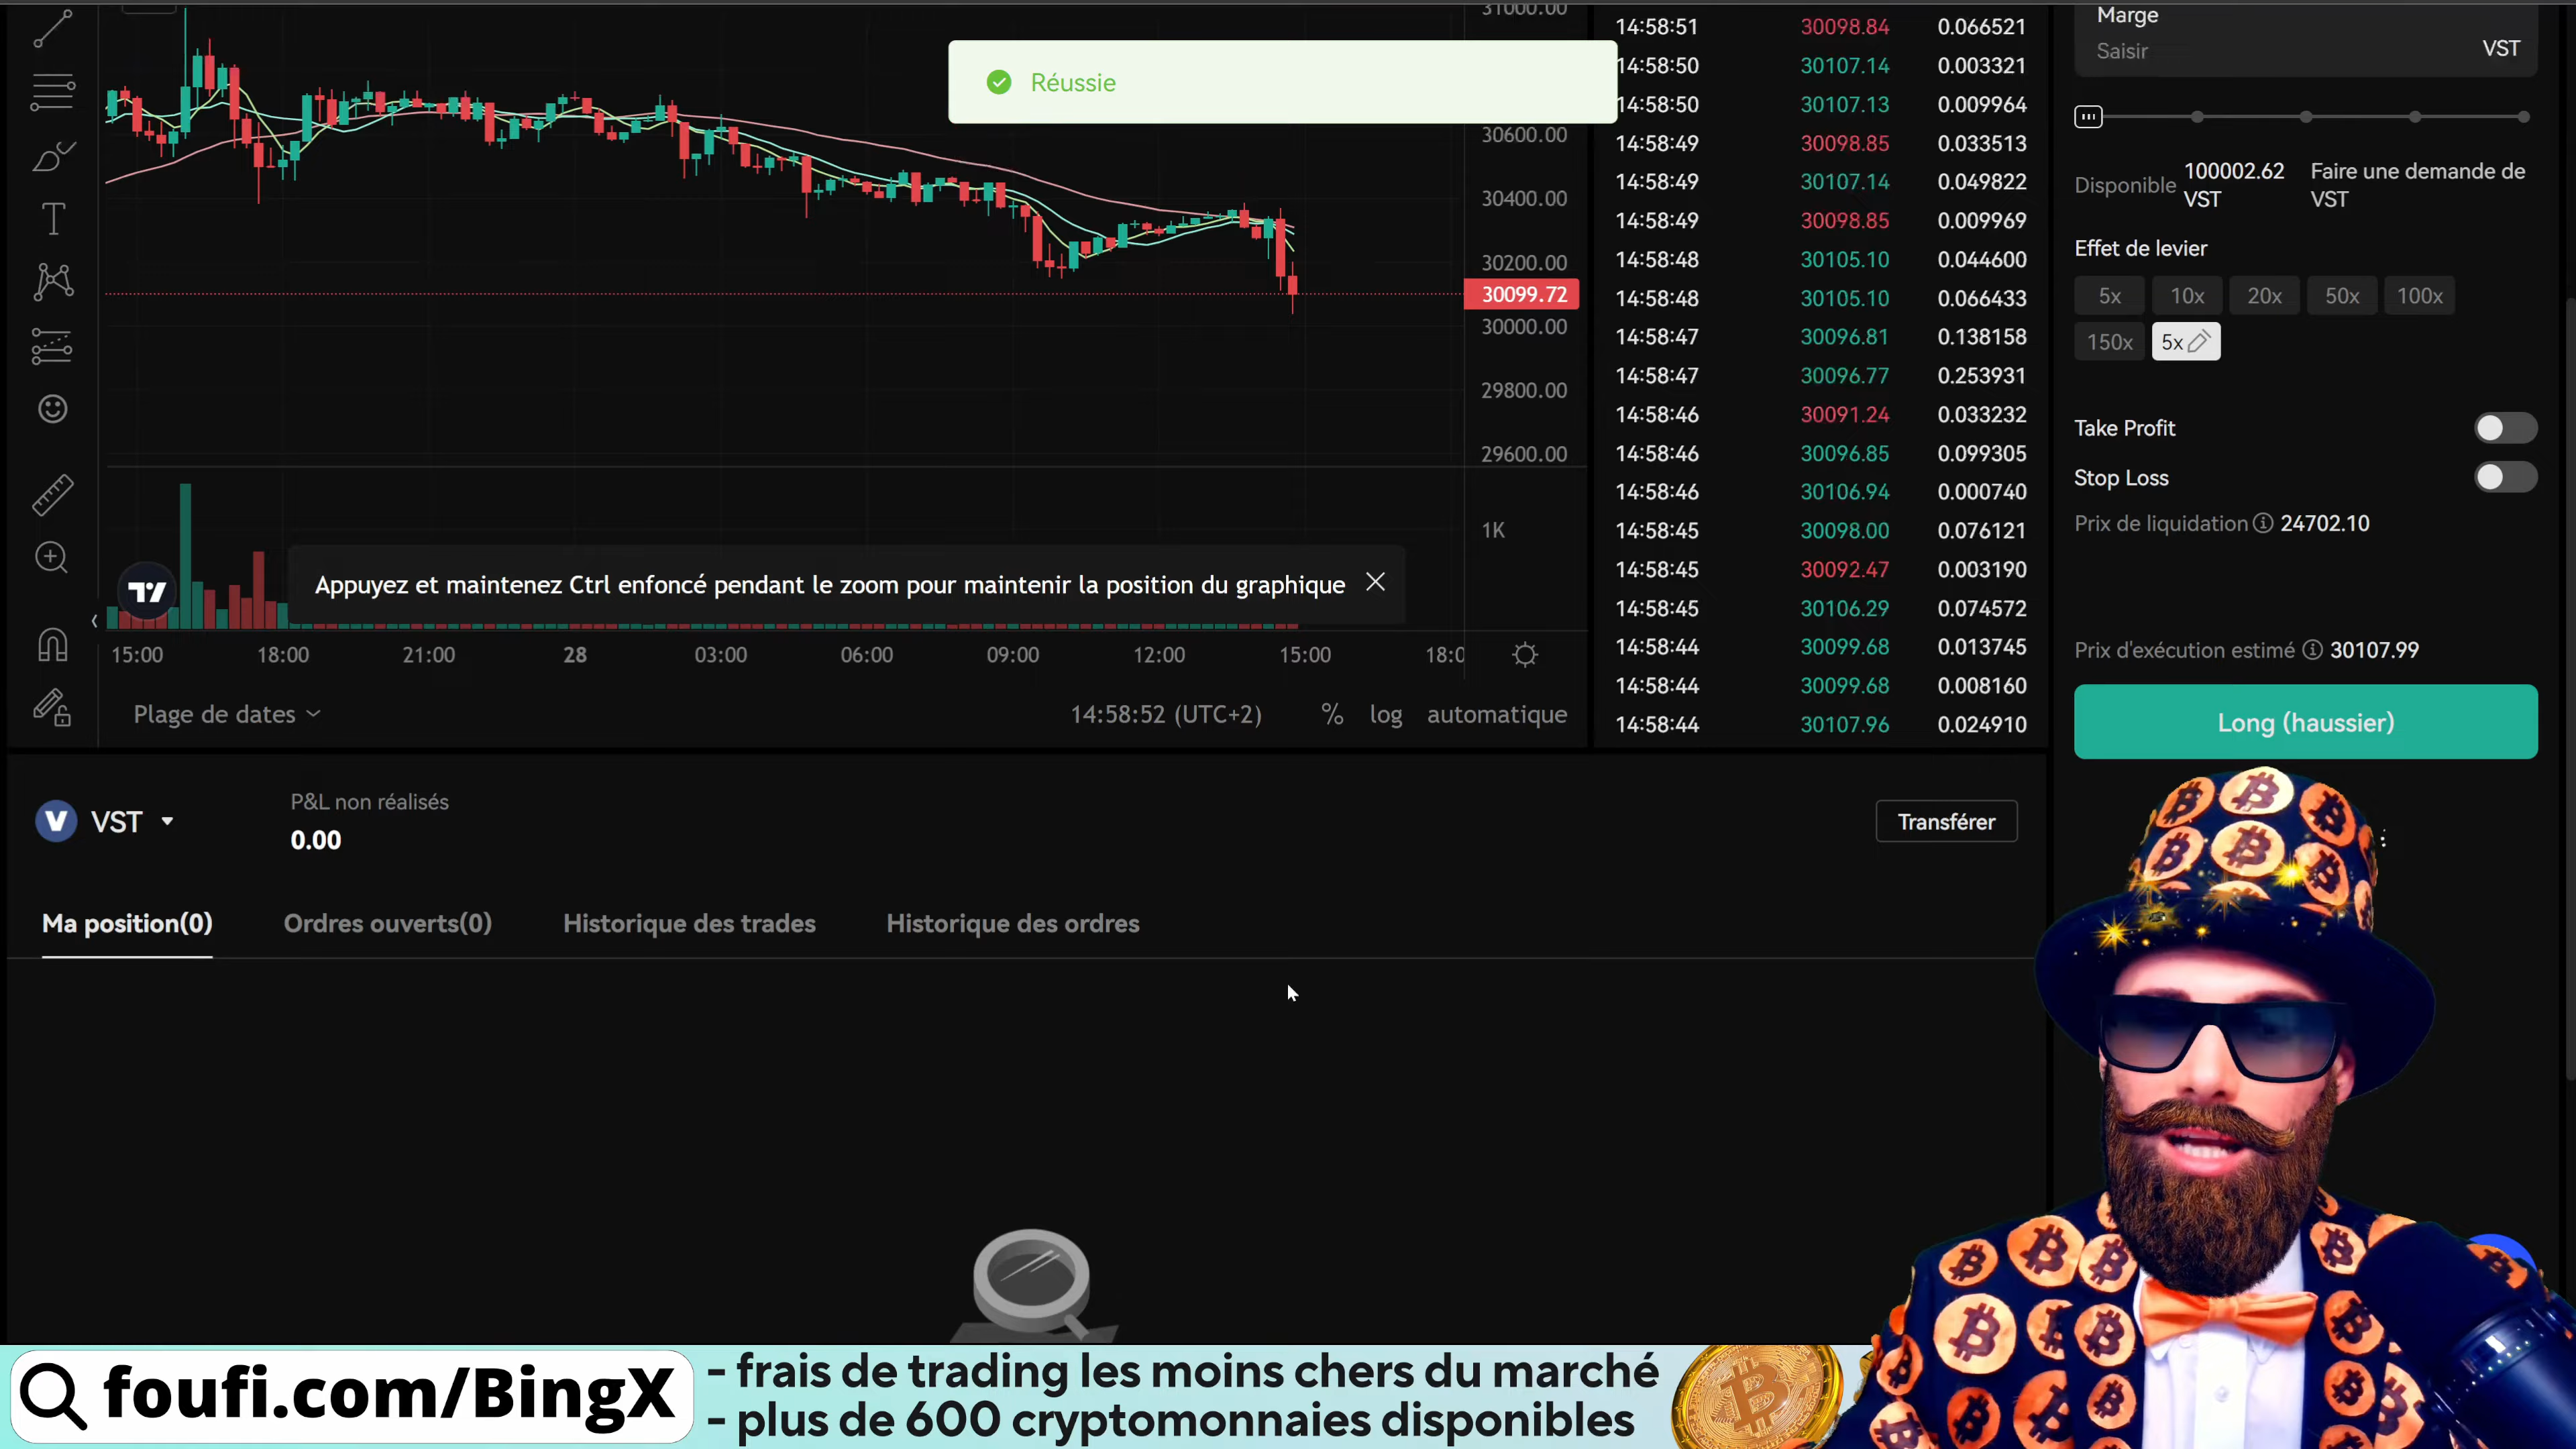 31000.00
30600.00
30400.00
30200.00
30099.72
30000.00
29800.00
29600.00
1K
Réussie
Appuyez et maintenez Ctrl enfoncé pendant le zoom pour maintenir la position du graphique
15:00 18:00 21:00 28 03:00 06:00 09:00 12:00 15:00 18:0
Plage de dates 14:58:52 (UTC+2) % log automatique
14:58:51 30098.84 0.066521
14:58:50 30107.14 0.003321
14:58:50 30107.13 0.009964
14:58:49 30098.85 0.033513
14:58:49 30107.14 0.049822
14:58:49 30098.85 0.009969
14:58:48 30105.10 0.044600
14:58:48 30105.10 0.066433
14:58:47 30096.81 0.138158
14:58:47 30096.77 0.253931
14:58:46 30091.24 0.033232
14:58:46 30096.85 0.099305
14:58:46 30106.94 0.000740
14:58:45 30098.00 0.076121
14:58:45 30092.47 0.003190
14:58:45 30106.29 0.074572
14:58:44 30099.68 0.013745
14:58:44 30099.68 0.008160
14:58:44 30107.96 0.024910
Marge
Saisir VST
Disponible 100002.62 VST Faire une demande de VST
Effet de levier
5x 10x 20x 50x 100x
150x 5x
Take Profit
Stop Loss
Prix de liquidation 24702.10
Prix d'exécution estimé 30107.99
Long (haussier)
V VST
P&L non réalisés
0.00
Transférer
Ma position(0) Ordres ouverts(0) Historique des trades Historique des ordres
foufi.com/BingX
- frais de trading les moins chers du marché
- plus de 600 cryptomonnaies disponibles